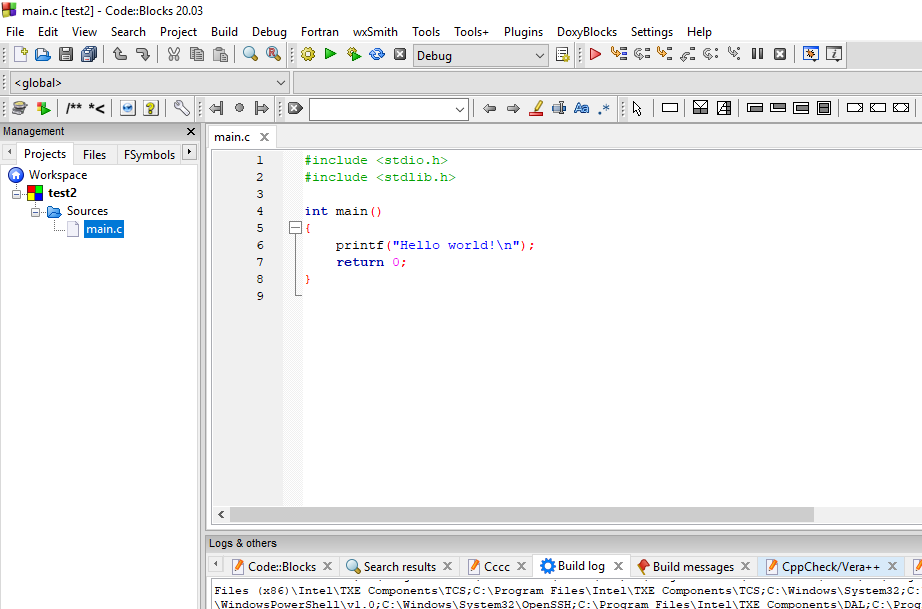 main.c [test2] - Code::Blocks 20.03
File Edit View Search Project Build Debug Fortran wxSmith Tools Tools+ Plugins DoxyBlocks Settings Help
Debug
<global>
/** *<
Aa .*
Management
main.c
Projects Files FSymbols
Workspace
test2
Sources
main.c
1 #include <stdio.h>
2 #include <stdlib.h>
3
4 int main()
5 {
6 printf("Hello world!\n");
7 return 0;
8 }
9
Logs & others
Code::Blocks Search results Cccc Build log Build messages CppCheck/Vera++
Files (x86)\Intel\TXE Components\TCS;C:\Program Files\Intel\TXE Components\TCS;C:\Windows\System32;C:
\WindowsPowerShell\v1.0;C:\Windows\System32\OpenSSH;C:\Program Files\Intel\TXE Components\DAL;C:\Pro